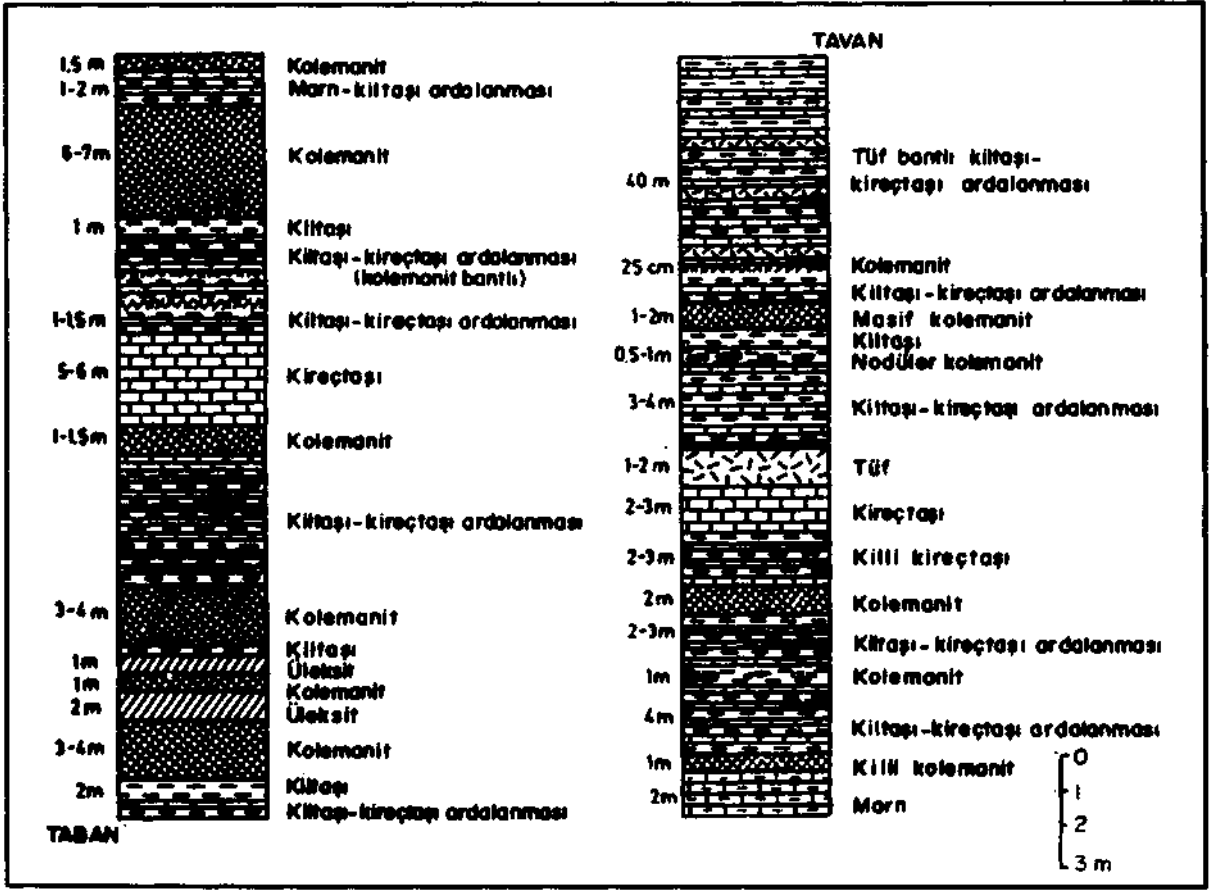 1,5 m Kolemanit
1-2 m Marn-kiltaşı ardalanması
6-7m Kolemanit
1 m Kiltaşı
Kiltaşı-kireçtaşı ardalanması
(kolemanit bantlı)
1-1,5m Kiltaşı-kireçtaşı ardalanması
5-6 m Kireçtaşı
1-1,5m Kolemanit
Kiltaşı-kireçtaşı ardalanması
3-4 m Kolemanit
Kiltaşı
1m Üleksit
1m Kolemanit
2m Üleksit
3-4m Kolemanit
2m Kiltaşı
Kiltaşı-kireçtaşı ardalanması
TABAN
TAVAN
Tüf bantlı kiltaşı-
40 m kireçtaşı ardalanması
25 cm Kolemanit
Kiltaşı-kireçtaşı ardalanması
1-2m Masif kolemanit
Kiltaşı
0,5-1m Nodüler kolemanit
3-4m Kiltaşı-kireçtaşı ardalanması
1-2 m Tüf
2-3m Kireçtaşı
2-3m Killi kireçtaşı
2m Kolemanit
2-3m Kiltaşı-kireçtaşı ardalanması
1m Kolemanit
4m Kiltaşı-kireçtaşı ardalanması
1m Killi kolemanit
2m Marn
0
1
2
3 m